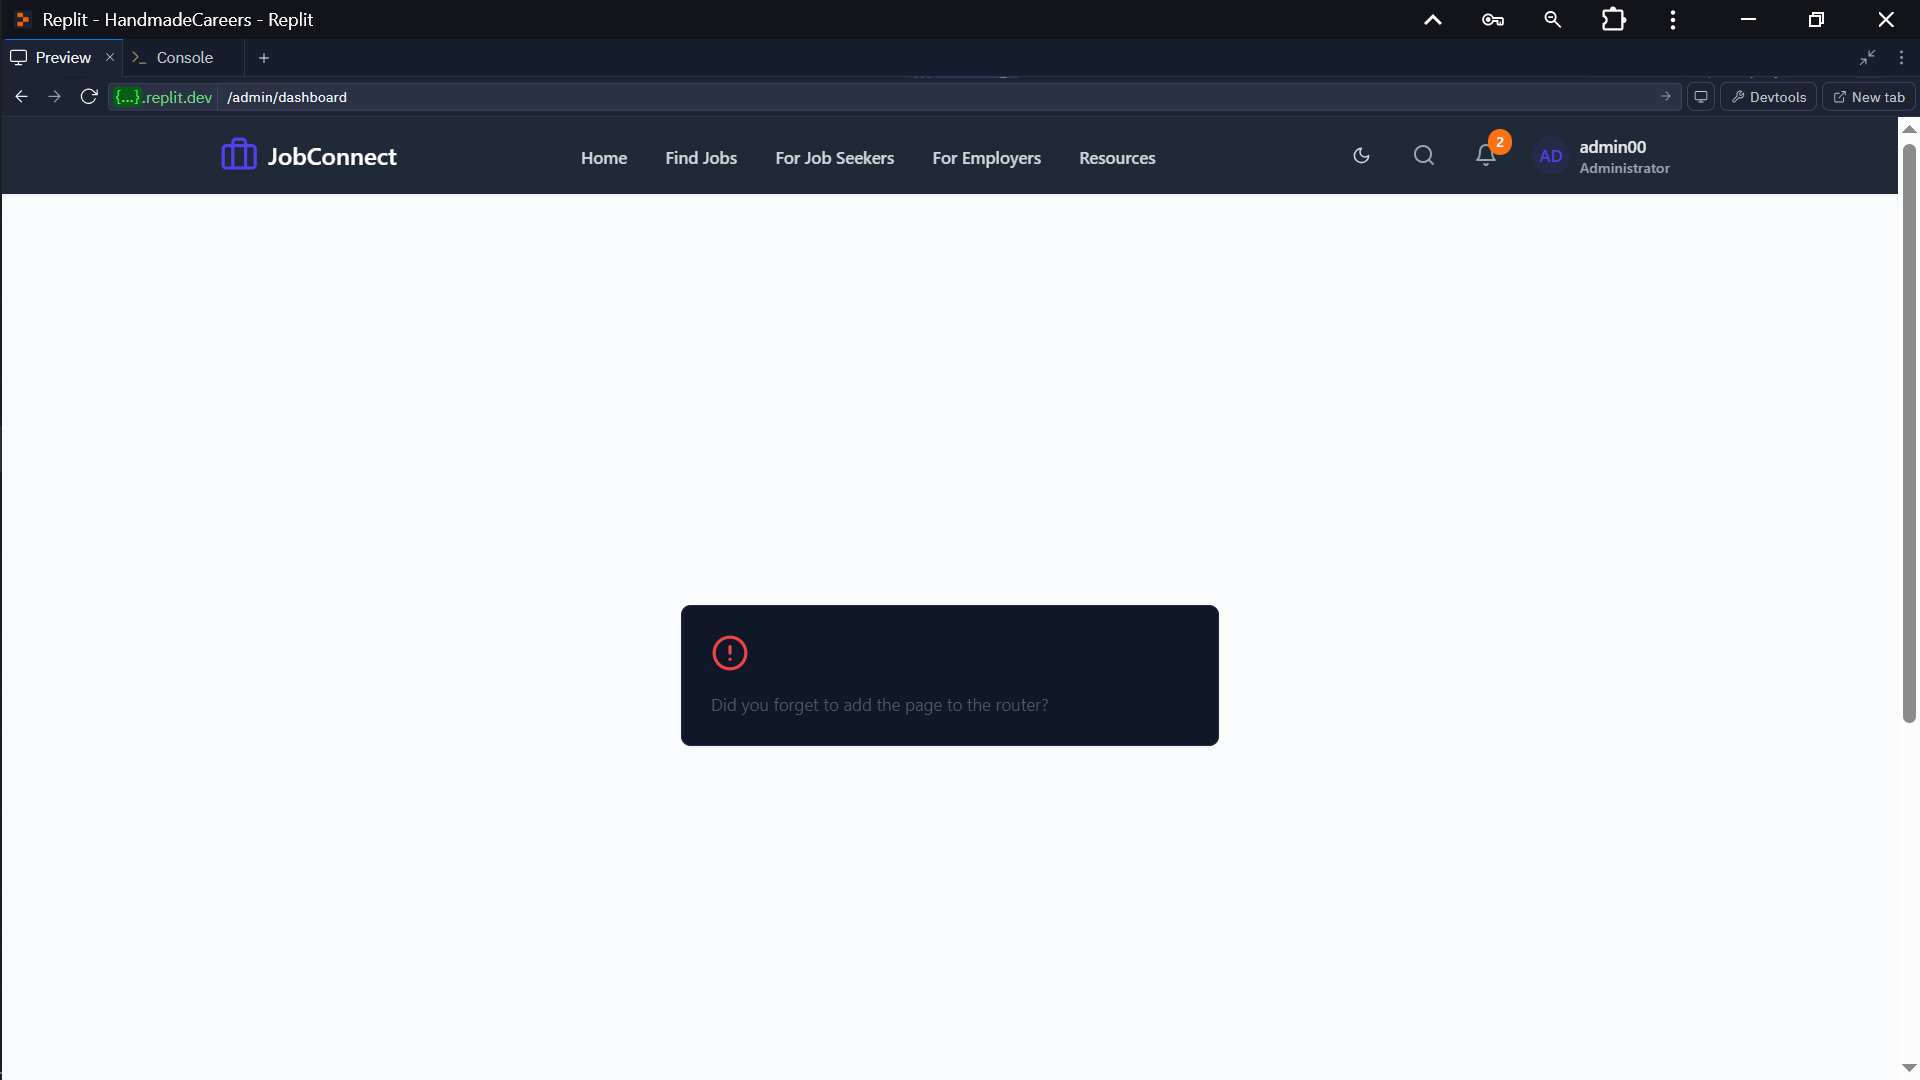 Replit - HandmadeCareers - Replit
Preview
Console
{...}.replit.dev /admin/dashboard
Devtools
New tab
JobConnect
Home
Find Jobs
For Job Seekers
For Employers
Resources
2
AD
admin00
Administrator
Did you forget to add the page to the router?